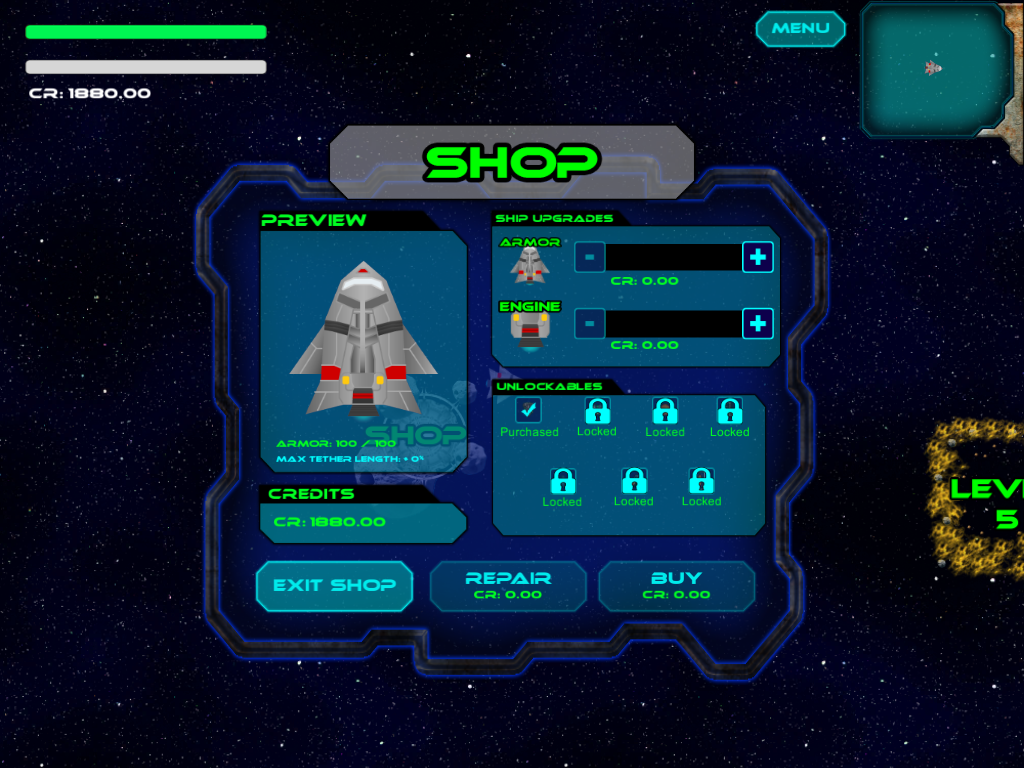 MENU
CR: 1880.00
SHOP
PREVIEW
ARMOR: 100 / 100
MAX TETHER LENGTH: + 0%
SHOP
CREDITS
CR: 1880.00
SHIP UPGRADES
ARMOR
CR: 0.00
ENGINE
CR: 0.00
UNLOCKABLES
Purchased
Locked
Locked
Locked
Locked
Locked
Locked
EXIT SHOP
REPAIR
CR: 0.00
BUY
CR: 0.00
5